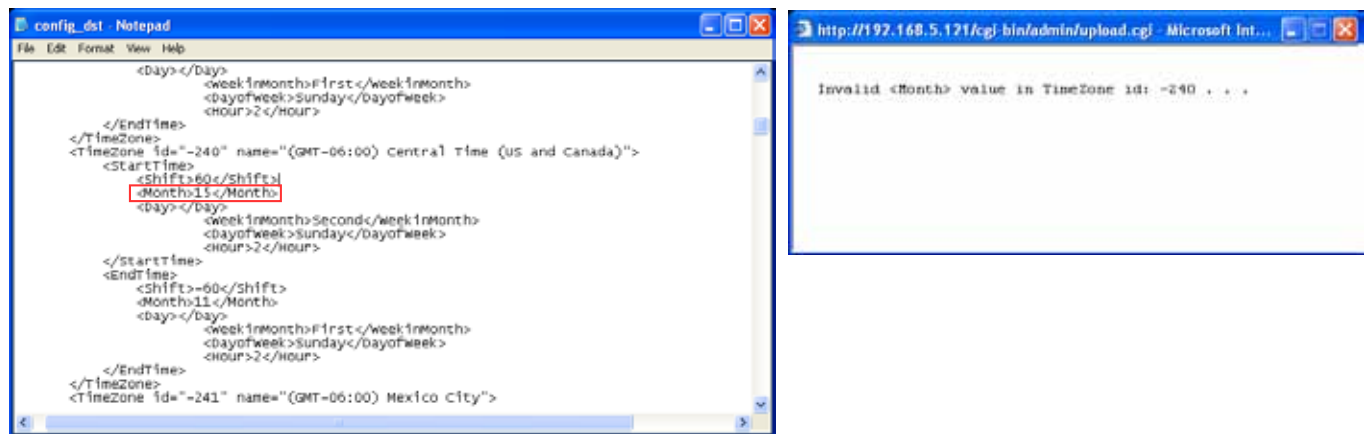 config_dst - Notepad
File Edit Format View Help
<Day></Day>
<WeekinMonth>First</WeekinMonth>
<DayofWeek>Sunday</DayofWeek>
<Hour>2</Hour>
</EndTime>
</TimeZone>
<TimeZone id="-240" name="(GMT-06:00) Central Time (US and Canada)">
<StartTime>
<Shift>60</Shift>
<Month>15</Month>
<Day></Day>
<WeekinMonth>Second</WeekinMonth>
<DayofWeek>Sunday</DayofWeek>
<Hour>2</Hour>
</StartTime>
<EndTime>
<Shift>-60</Shift>
<Month>11</Month>
<Day></Day>
<WeekinMonth>First</WeekinMonth>
<DayofWeek>Sunday</DayofWeek>
<Hour>2</Hour>
</EndTime>
</TimeZone>
<TimeZone id="-241" name="(GMT-06:00) Mexico City">
http://192.168.5.121/cgi-bin/admin/upload.cgi - Microsoft Int...
Invalid <Month> value in TimeZone id: -240 . . .